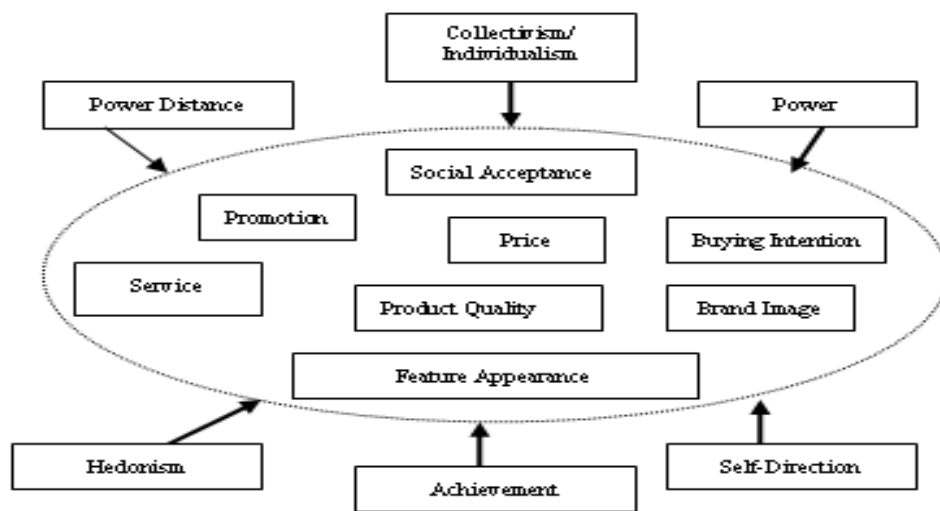 Collectivism/
Individualism
Power Distance
Power
Social Acceptance
Promotion
Price
Buying Intention
Service
Product Quality
Brand Image
Feature Appearance
Hedonism
Achievement
Self-Direction